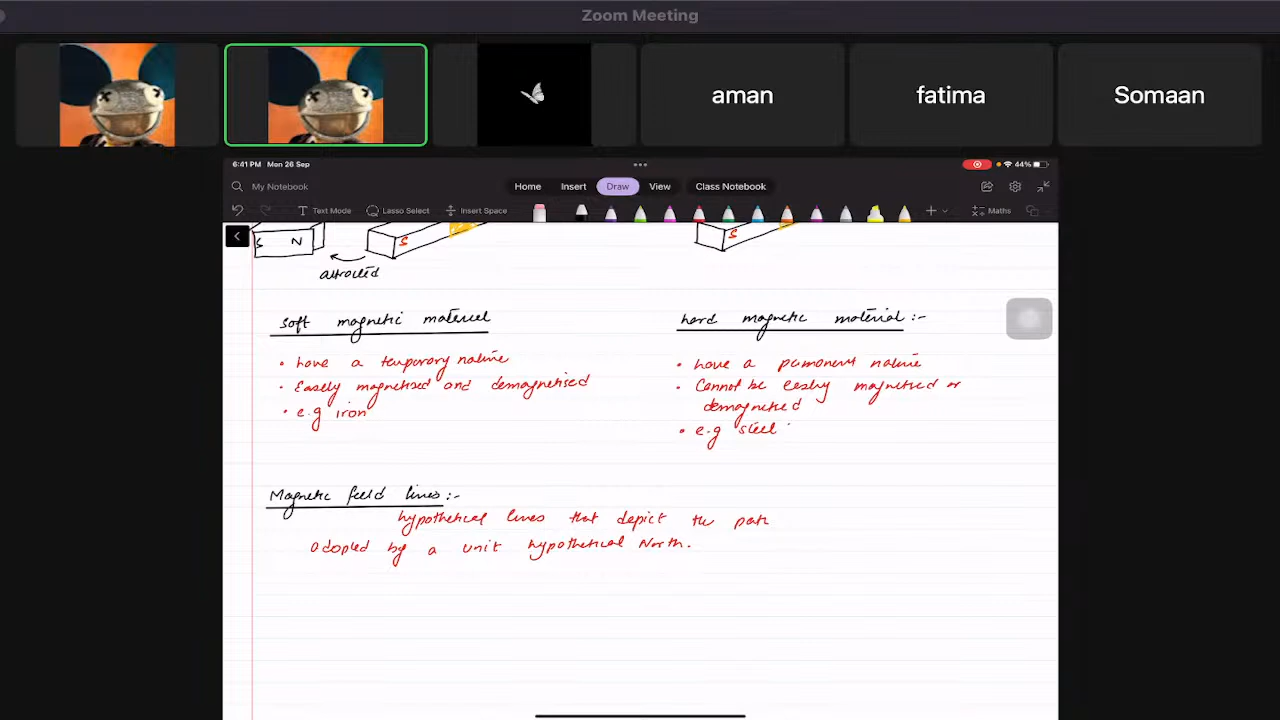 Zoom Meeting
aman
fatima
Somaan
6:41 PM Mon 26 Sep
44%
My Notebook
Home
Insert
Draw
View
Class Notebook
Text Mode
Lasso Select
Insert Space
Maths
S N
S
S
attracted
Soft magnetic material
hard magnetic material :-
• have a temporary nature
• have a permanent nature
• Easily magnetised and demagnetised
• Cannot be easily magnetised or
demagnetised
• e.g iron
• e.g steel
Magnetic field lines :-
hypothetical lines that depict the path
adopted by a unit hypothetical North.